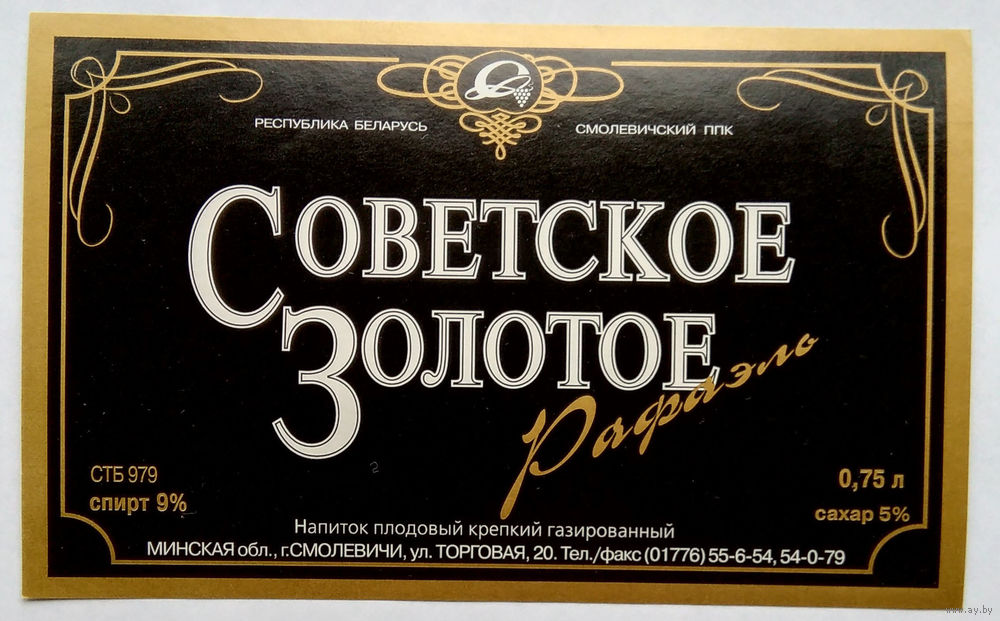 РЕСПУБЛИКА БЕЛАРУСЬ
СМОЛЕВИЧСКИЙ ППК
СОВЕТСКОЕ
ЗОЛОТОЕ
Рафаэль
СТБ 979
спирт 9%
0,75 л
сахар 5%
2
Напиток плодовый крепкий газированный
МИНСКАЯ обл., г.СМОЛЕВИЧИ, ул. ТОРГОВАЯ, 20. Тел./факс (01776) 55-6-54, 54-0-79
www.ay.by